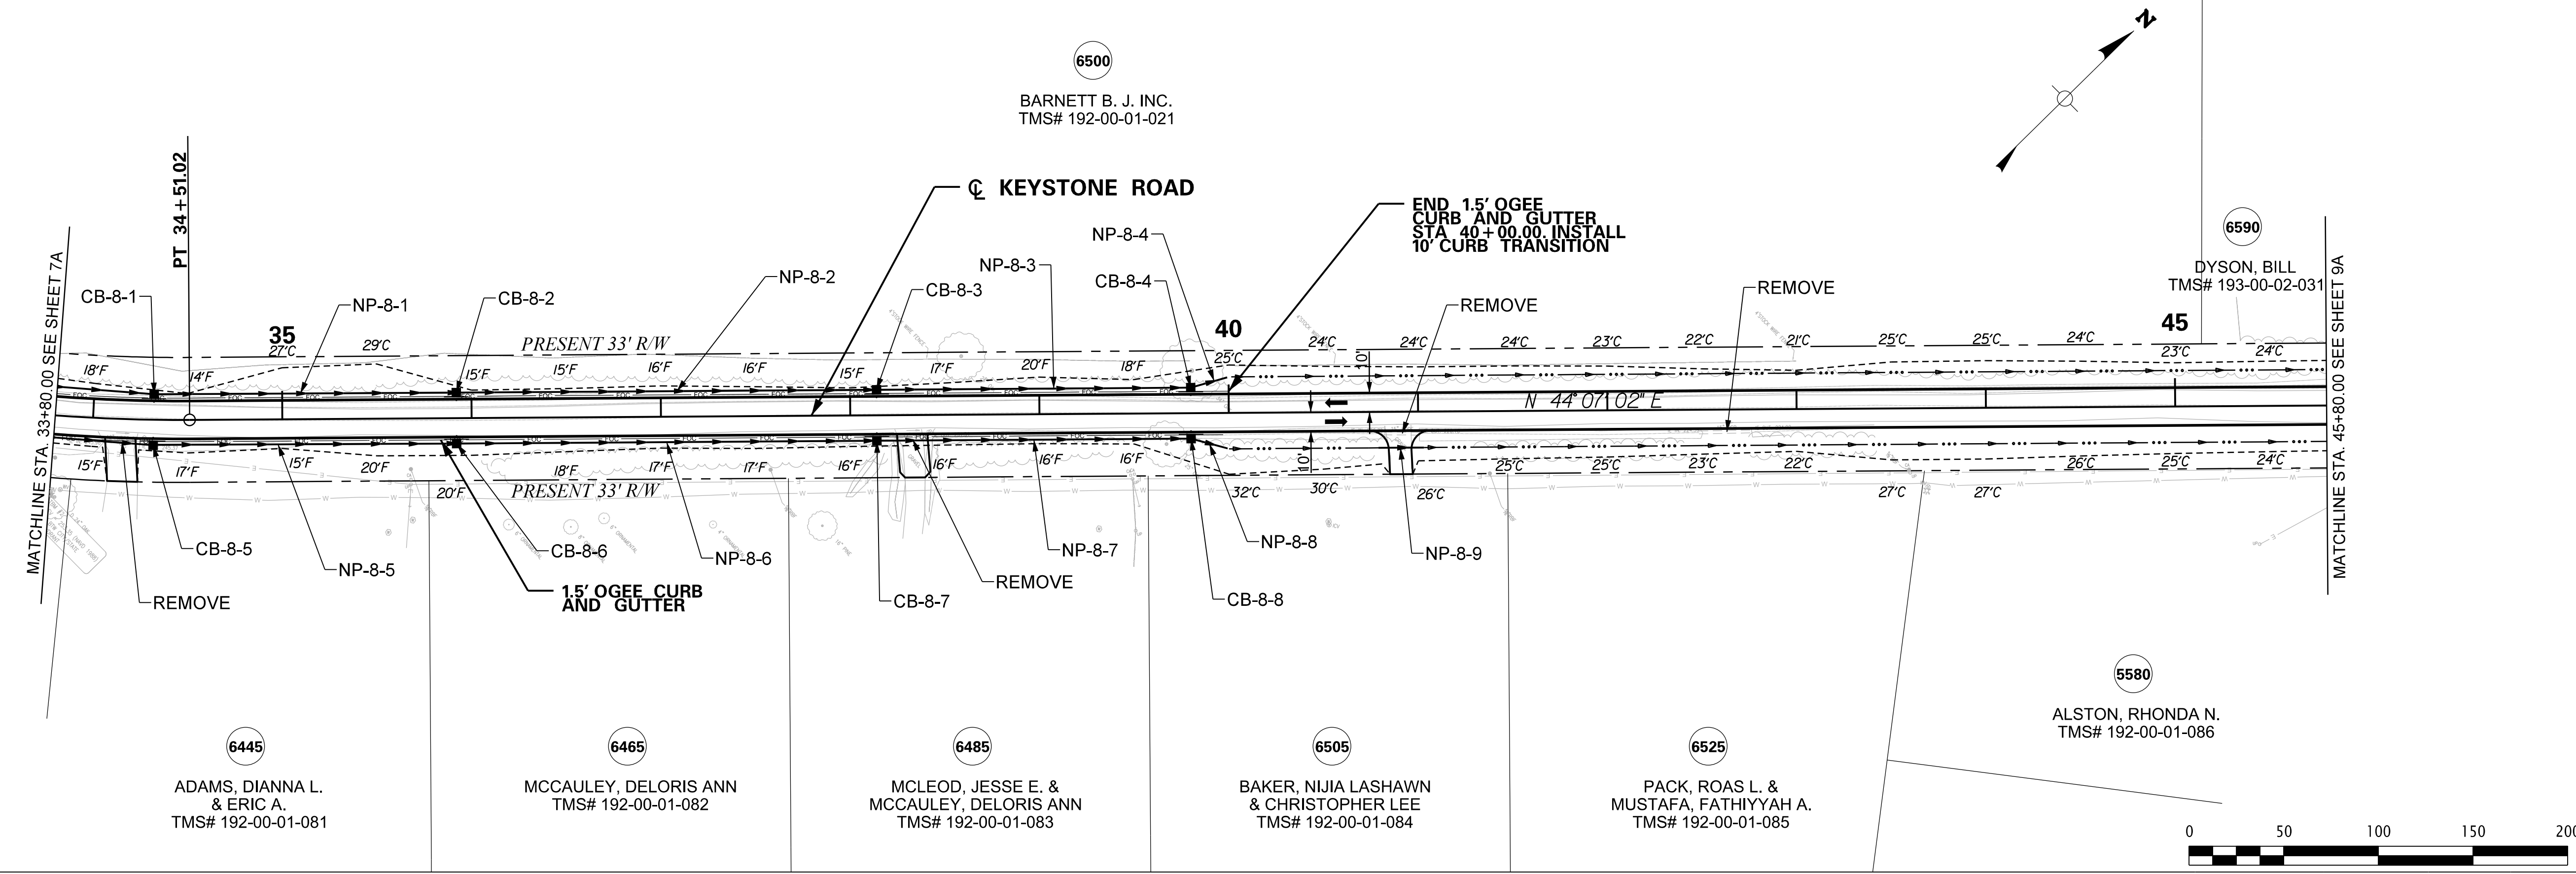 N
6500
BARNETT B. J. INC.
TMS# 192-00-01-021
PT 34+51.02
℄ KEYSTONE ROAD
END 1.5' OGEE
CURB AND GUTTER
STA 40+00.00. INSTALL
10' CURB TRANSITION
6590
DYSON, BILL
TMS# 193-00-02-031
MATCHLINE STA. 33+80.00 SEE SHEET 7A
MATCHLINE STA. 45+80.00 SEE SHEET 9A
CB-8-1
NP-8-1
CB-8-2
NP-8-2
CB-8-3
NP-8-3
NP-8-4
CB-8-4
REMOVE
REMOVE
35
40
45
27'C
29'C
PRESENT 33' R/W
25'C
24'C
24'C
24'C
23'C
22'C
21'C
25'C
25'C
24'C
23'C
24'C
18'F
14'F
15'F
15'F
16'F
16'F
15'F
17'F
20'F
18'F
10'
N 44° 07' 02" E
10'
15'F
17'F
15'F
20'F
20'F
18'F
17'F
17'F
16'F
16'F
16'F
16'F
PRESENT 33' R/W
32'C
30'C
26'C
25'C
25'C
23'C
22'C
27'C
27'C
26'C
25'C
24'C
CB-8-5
NP-8-5
REMOVE
CB-8-6
1.5' OGEE CURB
AND GUTTER
NP-8-6
CB-8-7
REMOVE
NP-8-7
NP-8-8
CB-8-8
NP-8-9
6445
ADAMS, DIANNA L.
& ERIC A.
TMS# 192-00-01-081
6465
MCCAULEY, DELORIS ANN
TMS# 192-00-01-082
6485
MCLEOD, JESSE E. &
MCCAULEY, DELORIS ANN
TMS# 192-00-01-083
6505
BAKER, NIJIA LASHAWN
& CHRISTOPHER LEE
TMS# 192-00-01-084
6525
PACK, ROAS L. &
MUSTAFA, FATHIYYAH A.
TMS# 192-00-01-085
5580
ALSTON, RHONDA N.
TMS# 192-00-01-086
0 50 100 150 200